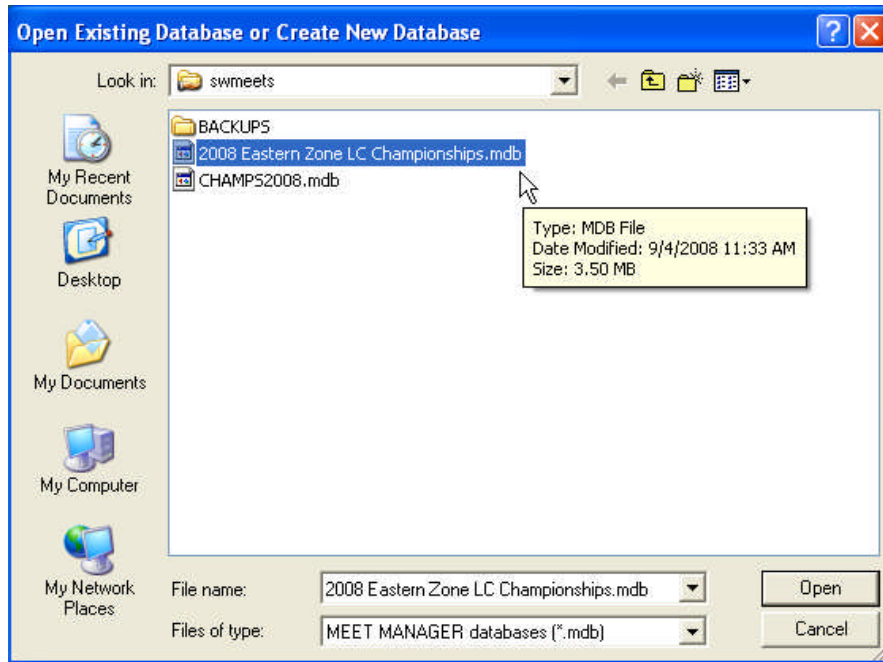 Open Existing Database or Create New Database
Look in: swmeets
BACKUPS
2008 Eastern Zone LC Championships.mdb
CHAMPS2008.mdb
Type: MDB File
Date Modified: 9/4/2008 11:33 AM
Size: 3.50 MB
My Recent
Documents
Desktop
My Documents
My Computer
My Network
Places
File name: 2008 Eastern Zone LC Championships.mdb Open
Files of type: MEET MANAGER databases (*.mdb) Cancel